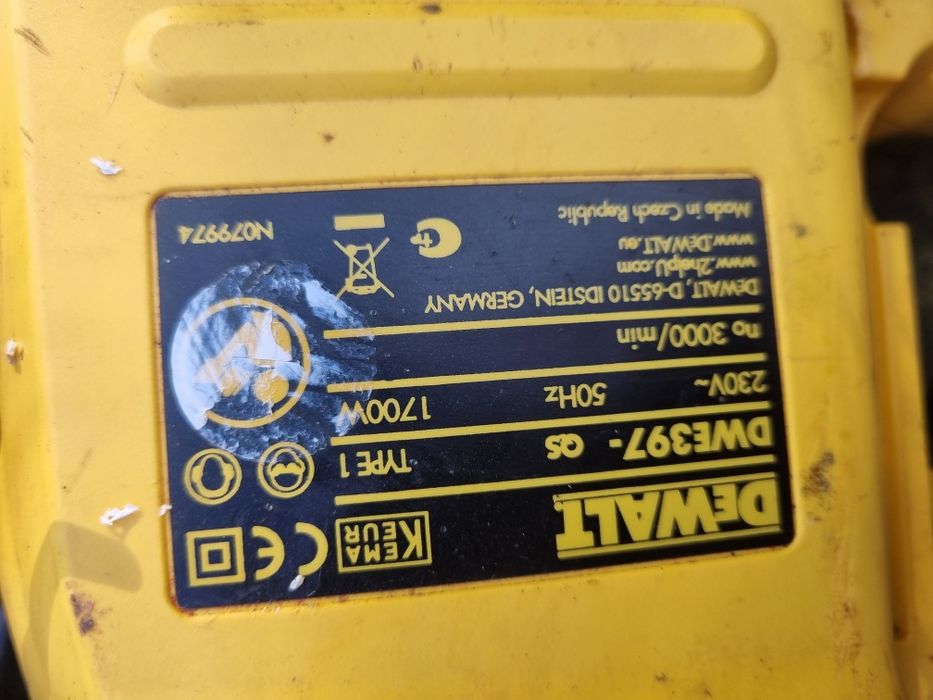 DEWALT KEMA KEUR CE
DWE397- QS TYPE 1
230V~ 50Hz 1700W
n₀ 3000/min
DEWALT, D-65510 IDSTEIN, GERMANY
www.2helpU.com
www.DEWALT.eu
Made in Czech Republic
N079974